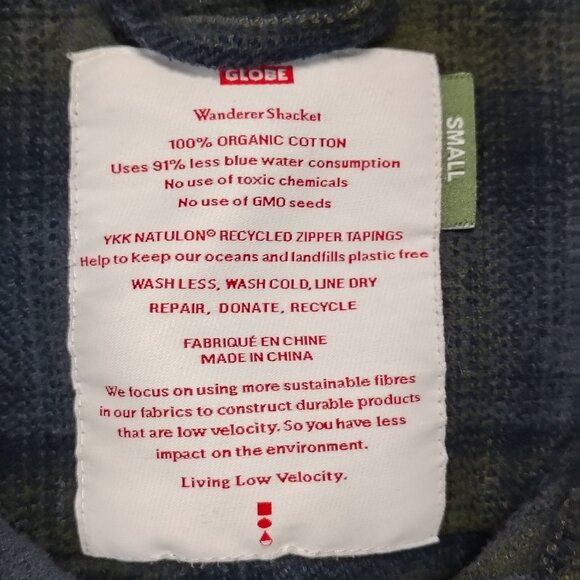 GLOBE
Wanderer Shacket
100% ORGANIC COTTON
Uses 91% less blue water consumption
No use of toxic chemicals
No use of GMO seeds
YKK NATULON® RECYCLED ZIPPER TAPINGS
Help to keep our oceans and landfills plastic free
WASH LESS, WASH COLD, LINE DRY
REPAIR, DONATE, RECYCLE
FABRIQUÉ EN CHINE
MADE IN CHINA
We focus on using more sustainable fibres
in our fabrics to construct durable products
that are low velocity. So you have less
impact on the environment.
Living Low Velocity.
SMALL